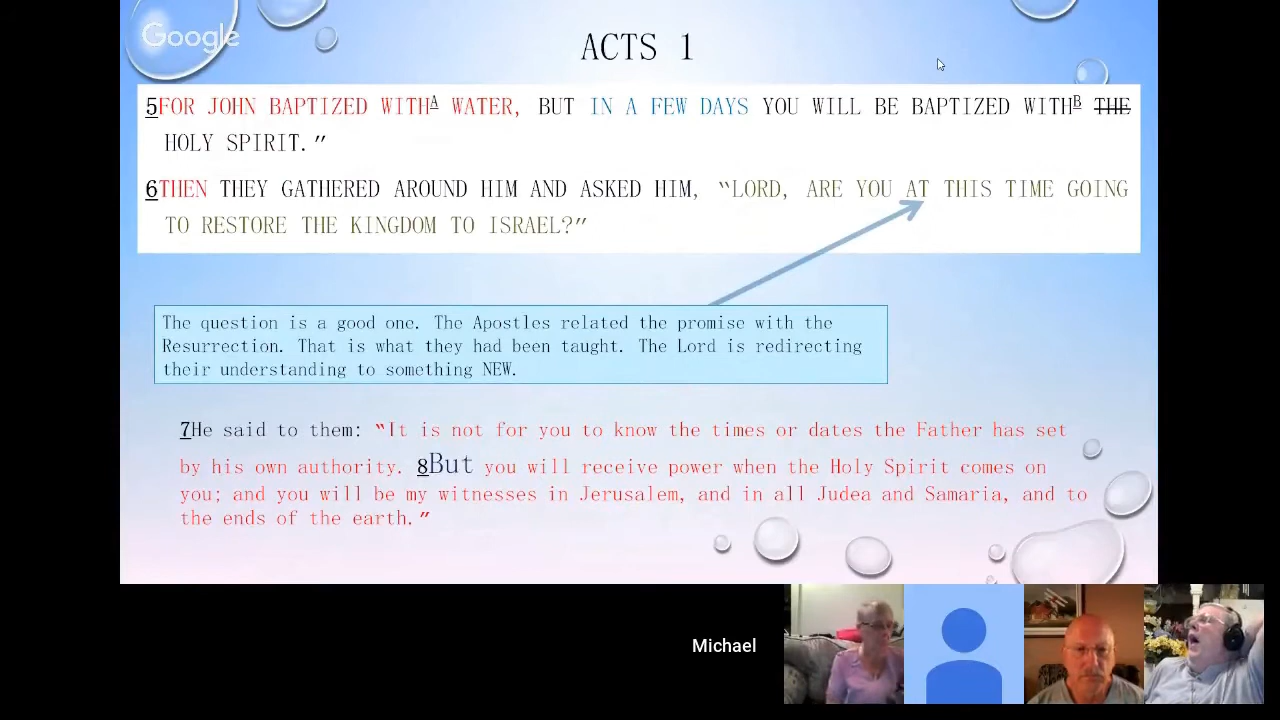 Google
ACTS 1
5FOR JOHN BAPTIZED WITHA WATER, BUT IN A FEW DAYS YOU WILL BE BAPTIZED WITHB THE
HOLY SPIRIT.”
6THEN THEY GATHERED AROUND HIM AND ASKED HIM, “LORD, ARE YOU AT THIS TIME GOING
TO RESTORE THE KINGDOM TO ISRAEL?”
The question is a good one. The Apostles related the promise with the
Resurrection. That is what they had been taught. The Lord is redirecting
their understanding to something NEW.
7He said to them: “It is not for you to know the times or dates the Father has set
by his own authority. 8But you will receive power when the Holy Spirit comes on
you; and you will be my witnesses in Jerusalem, and in all Judea and Samaria, and to
the ends of the earth.”
Michael